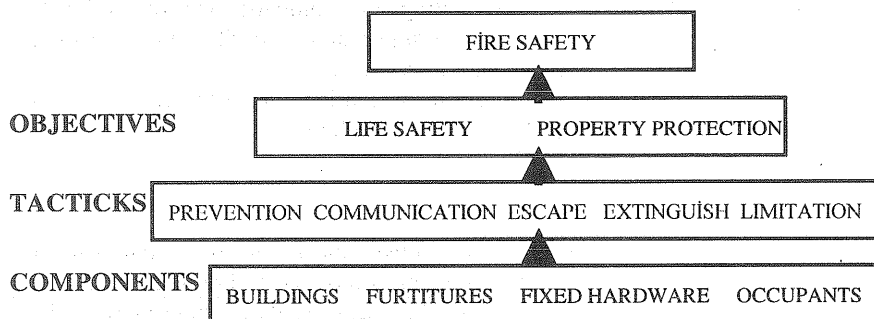 FİRE SAFETY
OBJECTIVES
LIFE SAFETY PROPERTY PROTECTION
TACTICKS
PREVENTION COMMUNICATION ESCAPE EXTINGUİSH LIMITATION
COMPONENTS
BUILDINGS FURTITURES FIXED HARDWARE OCCUPANTS